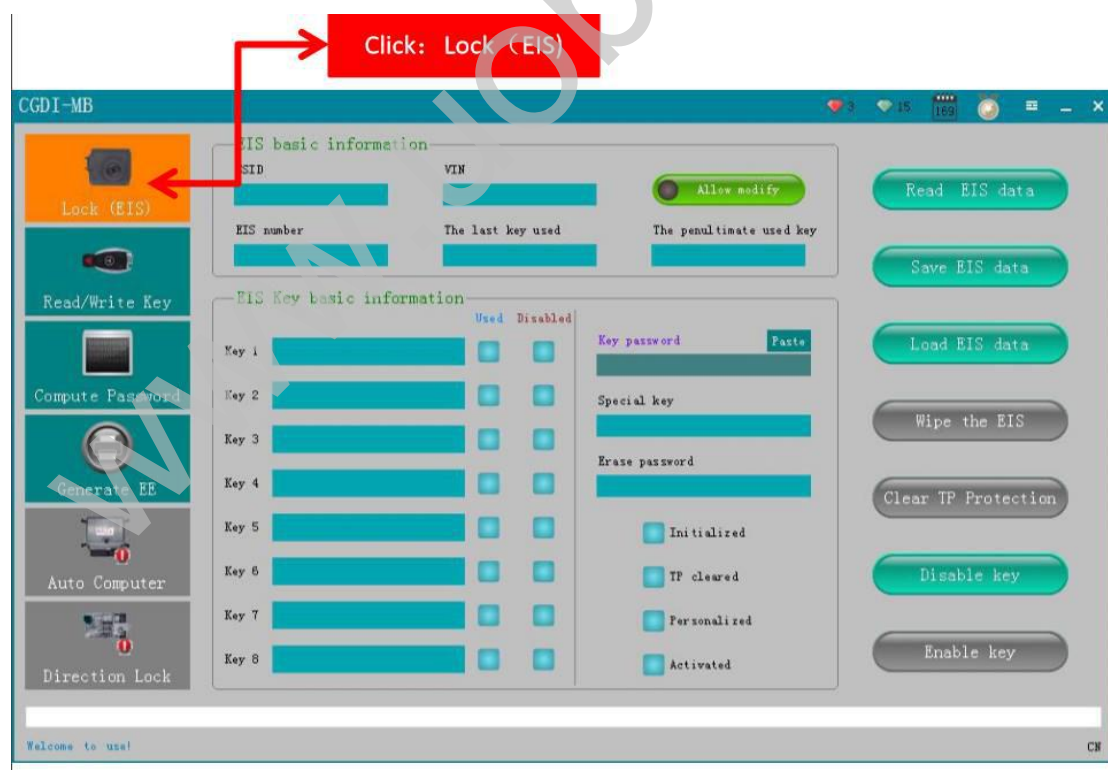 Click: Lock (EIS)
CGDI-MB
3
15
169
Lock (EIS)
Read/Write Key
Compute Password
Generate EE
Auto Computer
Direction Lock
EIS basic information
SSID
VIN
Allow modify
EIS number
The last key used
The penultimate used key
EIS Key basic information
Used Disabled
Key 1
Key 2
Key 3
Key 4
Key 5
Key 6
Key 7
Key 8
Key password
Paste
Special key
Erase password
Initialized
TP cleared
Personalized
Activated
Read EIS data
Save EIS data
Load EIS data
Wipe the EIS
Clear TP Protection
Disable key
Enable key
Welcome to use!
CN